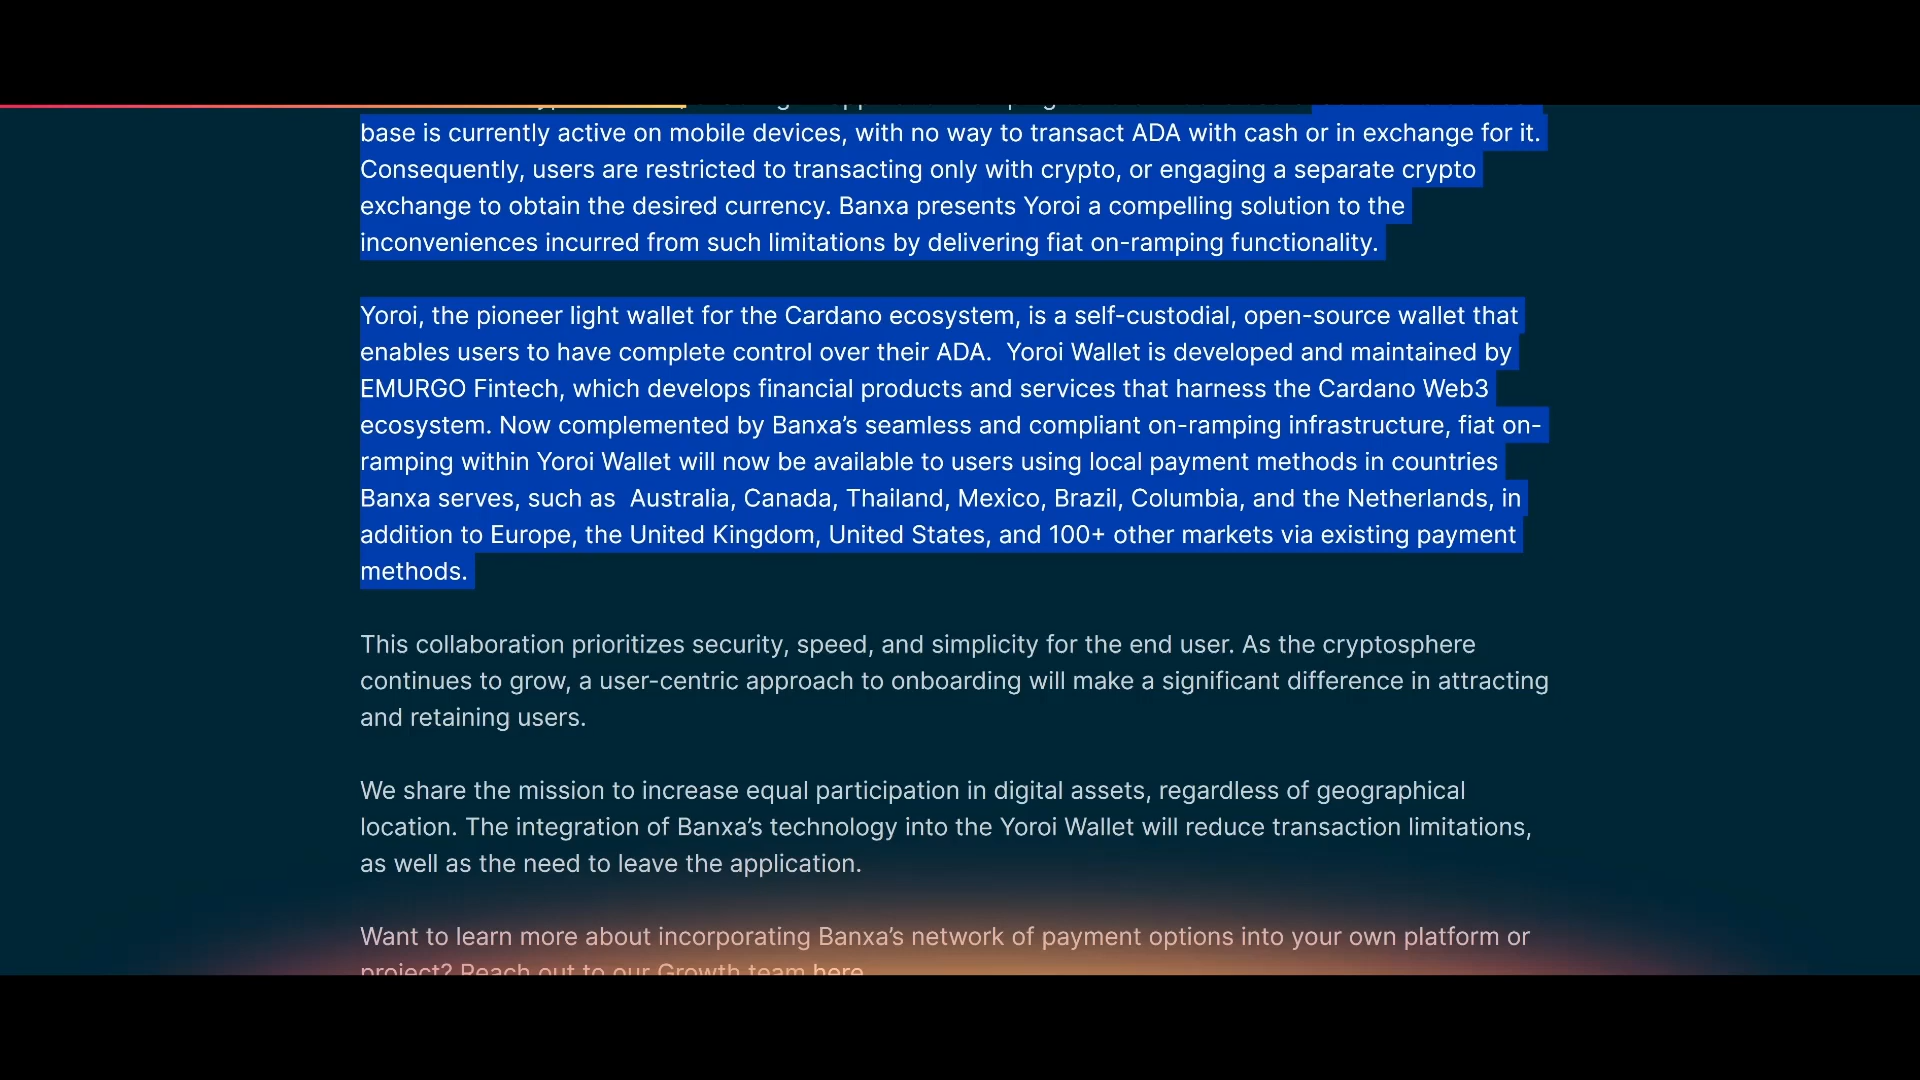 base is currently active on mobile devices, with no way to transact ADA with cash or in exchange for it.
Consequently, users are restricted to transacting only with crypto, or engaging a separate crypto
exchange to obtain the desired currency. Banxa presents Yoroi a compelling solution to the
inconveniences incurred from such limitations by delivering fiat on-ramping functionality.
Yoroi, the pioneer light wallet for the Cardano ecosystem, is a self-custodial, open-source wallet that
enables users to have complete control over their ADA.  Yoroi Wallet is developed and maintained by
EMURGO Fintech, which develops financial products and services that harness the Cardano Web3
ecosystem. Now complemented by Banxa’s seamless and compliant on-ramping infrastructure, fiat on-
ramping within Yoroi Wallet will now be available to users using local payment methods in countries
Banxa serves, such as  Australia, Canada, Thailand, Mexico, Brazil, Columbia, and the Netherlands, in
addition to Europe, the United Kingdom, United States, and 100+ other markets via existing payment
methods.
This collaboration prioritizes security, speed, and simplicity for the end user. As the cryptosphere
continues to grow, a user-centric approach to onboarding will make a significant difference in attracting
and retaining users.
We share the mission to increase equal participation in digital assets, regardless of geographical
location. The integration of Banxa’s technology into the Yoroi Wallet will reduce transaction limitations,
as well as the need to leave the application.
Want to learn more about incorporating Banxa’s network of payment options into your own platform or
project? Reach out to our Growth team here